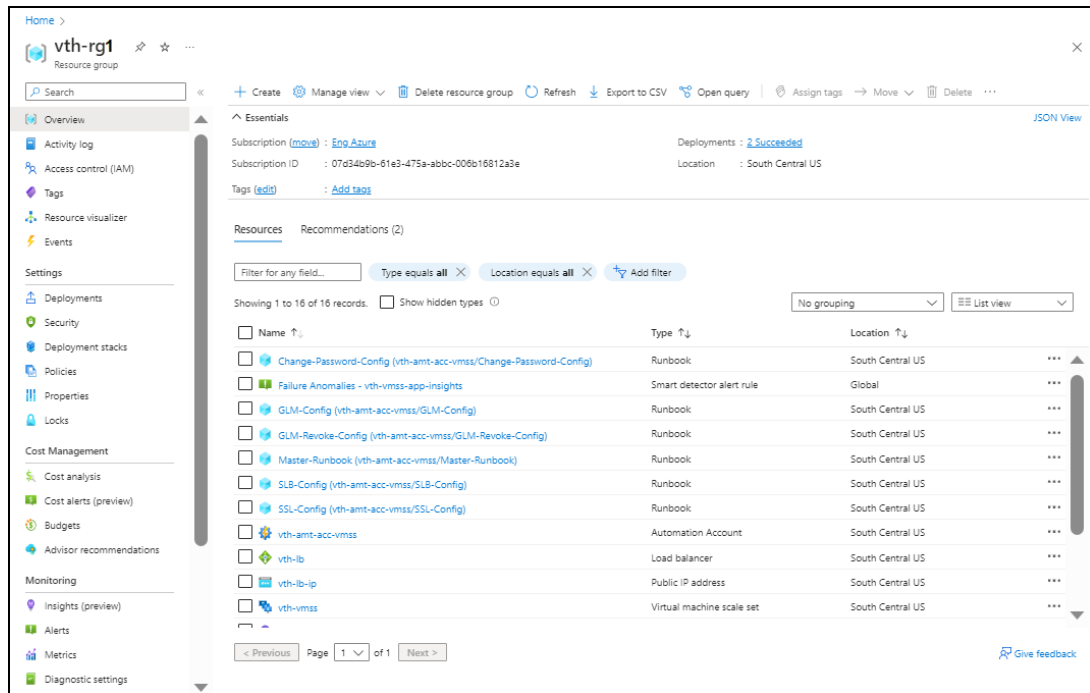 Home >
vth-rg1
Resource group
Search
Create Manage view Delete resource group Refresh Export to CSV Open query Assign tags Move Delete
Overview
Activity log
Access control (IAM)
Tags
Resource visualizer
Events
Settings
Deployments
Security
Deployment stacks
Policies
Properties
Locks
Cost Management
Cost analysis
Cost alerts (preview)
Budgets
Advisor recommendations
Monitoring
Insights (preview)
Alerts
Metrics
Diagnostic settings
Essentials JSON View
Subscription (move) : Eng Azure Deployments : 2 Succeeded
Subscription ID : 07d34b9b-61e3-475a-abbc-006b16812a3e Location : South Central US
Tags (edit) : Add tags
Resources Recommendations (2)
Filter for any field... Type equals all Location equals all Add filter
Showing 1 to 16 of 16 records. Show hidden types No grouping List view
Name Type Location
Change-Password-Config (vth-amt-acc-vmss/Change-Password-Config) Runbook South Central US
Failure Anomalies - vth-vmss-app-insights Smart detector alert rule Global
GLM-Config (vth-amt-acc-vmss/GLM-Config) Runbook South Central US
GLM-Revoke-Config (vth-amt-acc-vmss/GLM-Revoke-Config) Runbook South Central US
Master-Runbook (vth-amt-acc-vmss/Master-Runbook) Runbook South Central US
SLB-Config (vth-amt-acc-vmss/SLB-Config) Runbook South Central US
SSL-Config (vth-amt-acc-vmss/SSL-Config) Runbook South Central US
vth-amt-acc-vmss Automation Account South Central US
vth-lb Load balancer South Central US
vth-lb-ip Public IP address South Central US
vth-vmss Virtual machine scale set South Central US
< Previous Page 1 of 1 Next > Give feedback